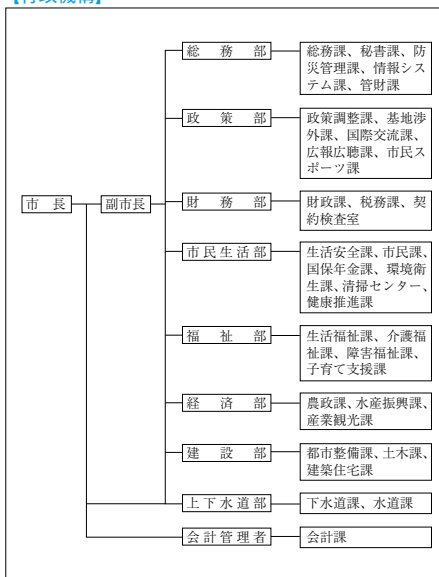 【行政機構】
総務部
総務課、秘書課、防
災管理課、情報シス
テム課、管財課
政策部
政策調整課、基地渉
外課、国際交流課、
広報広聴課、市民ス
ポーツ課
市長
副市長
財務部
財政課、税務課、契
約検査室
市民生活部
生活安全課、市民課、
国保年金課、環境衛
生課、清掃センター、
健康推進課
福祉部
生活福祉課、介護福
祉課、障害福祉課、
子育て支援課
経済部
農政課、水産振興課、
産業観光課
建設部
都市整備課、土木課、
建築住宅課
上下水道部
下水道課、水道課
会計管理者
会計課